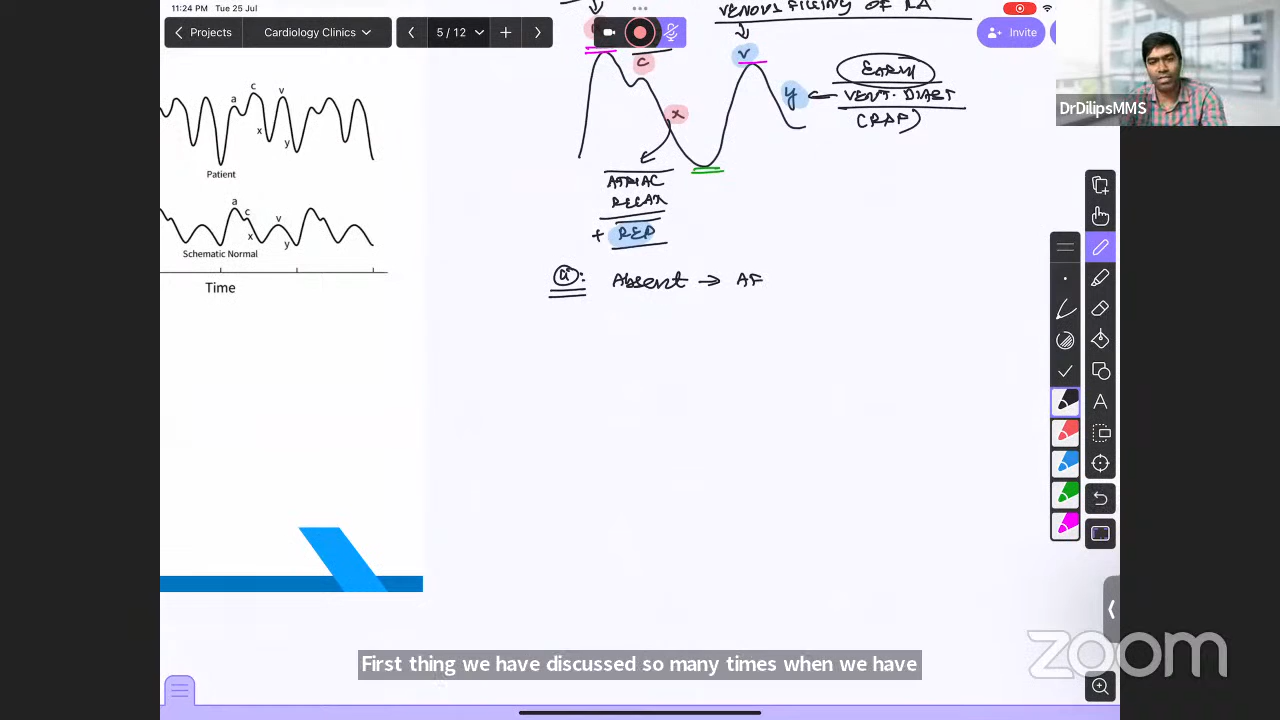 11:24 PM Tue 25 Jul
Projects
Cardiology Clinics
5 / 12
Invite
DrDilipsMMS
VENOUS FILLING OF RA
c
v
x
y
EARLY
VENT. DIAST
(RAP)
ATRIAC
RELAX
+ REP
a: Absent → AF
a
c
v
x
y
Patient
a
c
v
x
y
Schematic Normal
Time
A
First thing we have discussed so many times when we have
zoom